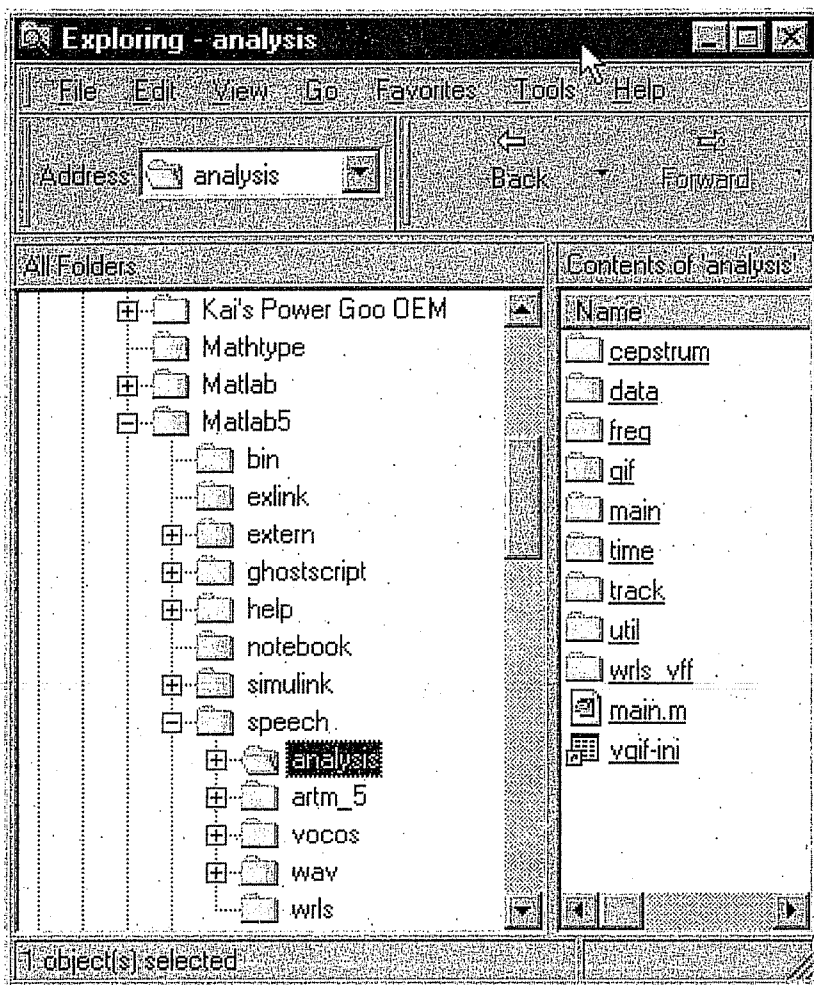 Exploring - analysis
File Edit View Go Favorites Tools Help
Address analysis Back Forward
All Folders
Kai's Power Goo OEM
Mathtype
Matlab
Matlab5
bin
exlink
extern
ghostscript
help
notebook
simulink
speech
analysis
artm_5
vocos
wav
wrls
Contents of 'analysis'
Name
cepstrum
data
freq
gif
main
time
track
util
wrls_vff
main.m
vgif-ini
1 object(s) selected